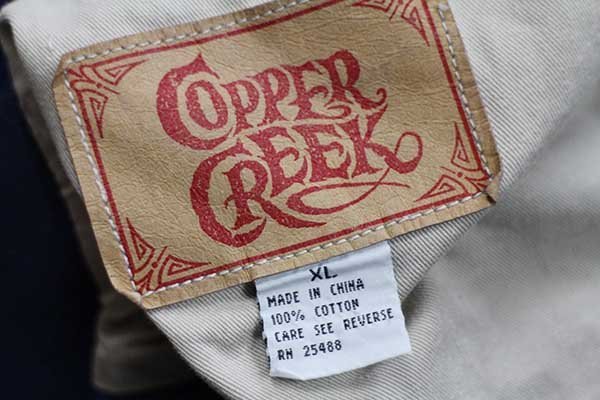 COPPER
CREEK
XL
MADE IN CHINA
100% COTTON
CARE SEE REVERSE
RN 25488